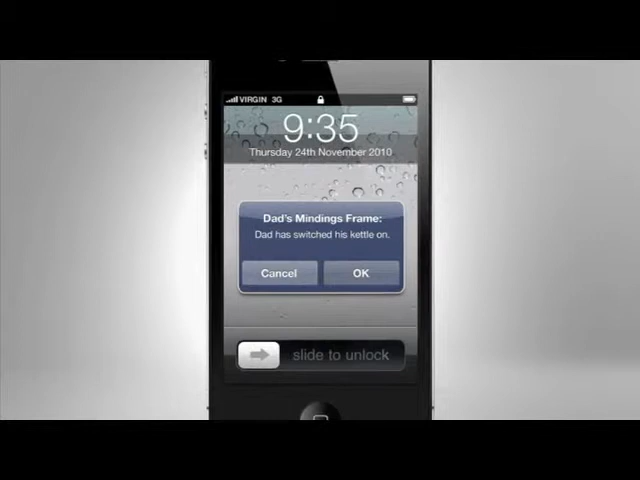 VIRGIN 3G
9:35
Thursday 24th November 2010
Dad's Mindings Frame:
Dad has switched his kettle on.
Cancel OK
slide to unlock